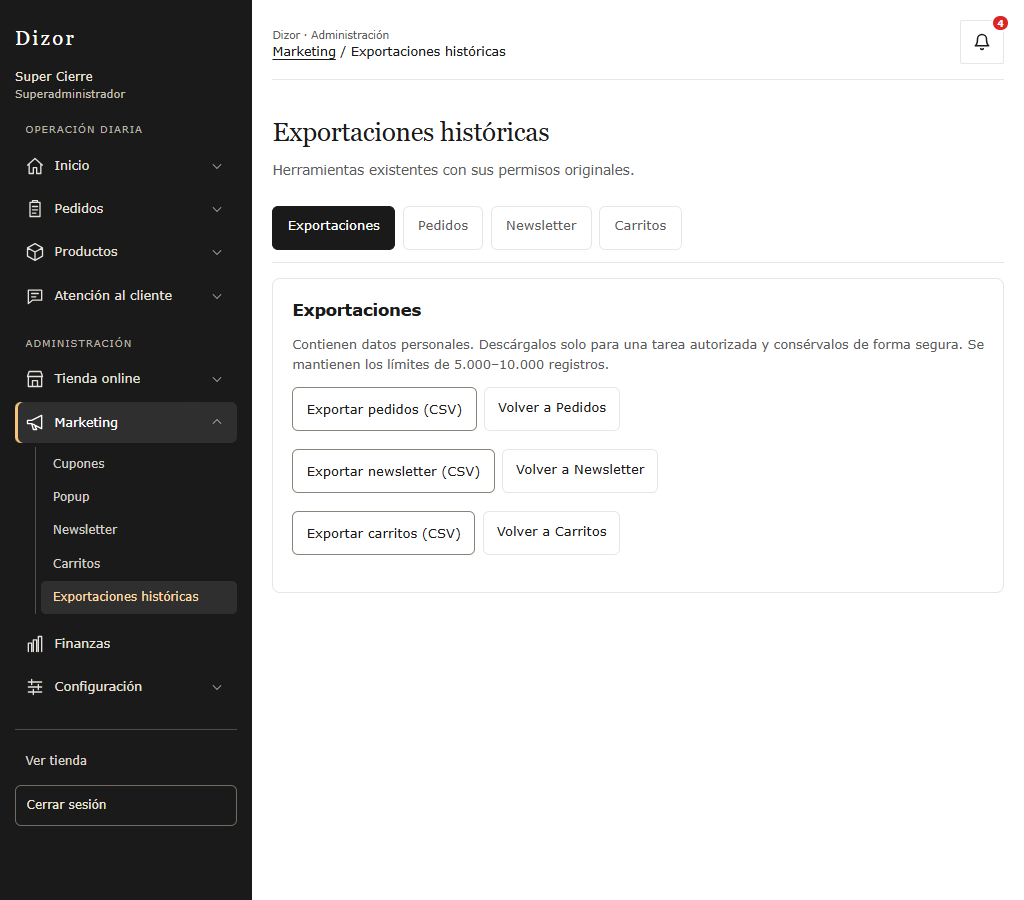 Dizor
Super Cierre
Superadministrador
OPERACIÓN DIARIA
Inicio
Pedidos
Productos
Atención al cliente
ADMINISTRACIÓN
Tienda online
Marketing
Cupones
Popup
Newsletter
Carritos
Exportaciones históricas
Finanzas
Configuración
Ver tienda
Cerrar sesión
Dizor · Administración
Marketing / Exportaciones históricas
4
Exportaciones históricas
Herramientas existentes con sus permisos originales.
Exportaciones Pedidos Newsletter Carritos
Exportaciones
Contienen datos personales. Descárgalos solo para una tarea autorizada y consérvalos de forma segura. Se
mantienen los límites de 5.000–10.000 registros.
Exportar pedidos (CSV) Volver a Pedidos
Exportar newsletter (CSV) Volver a Newsletter
Exportar carritos (CSV) Volver a Carritos